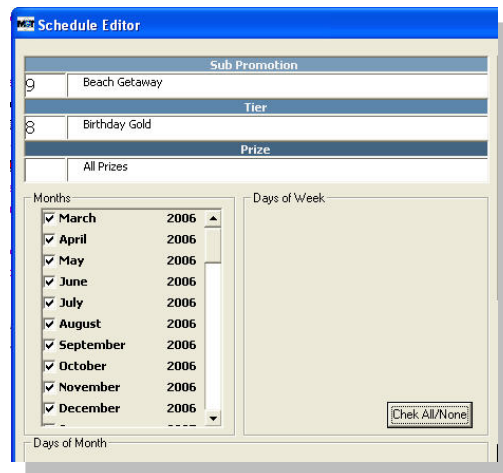 Schedule Editor
Sub Promotion
9 Beach Getaway
Tier
8 Birthday Gold
Prize
All Prizes
Months
March 2006
April 2006
May 2006
June 2006
July 2006
August 2006
September 2006
October 2006
November 2006
December 2006
Days of Week
Chek All/None
Days of Month